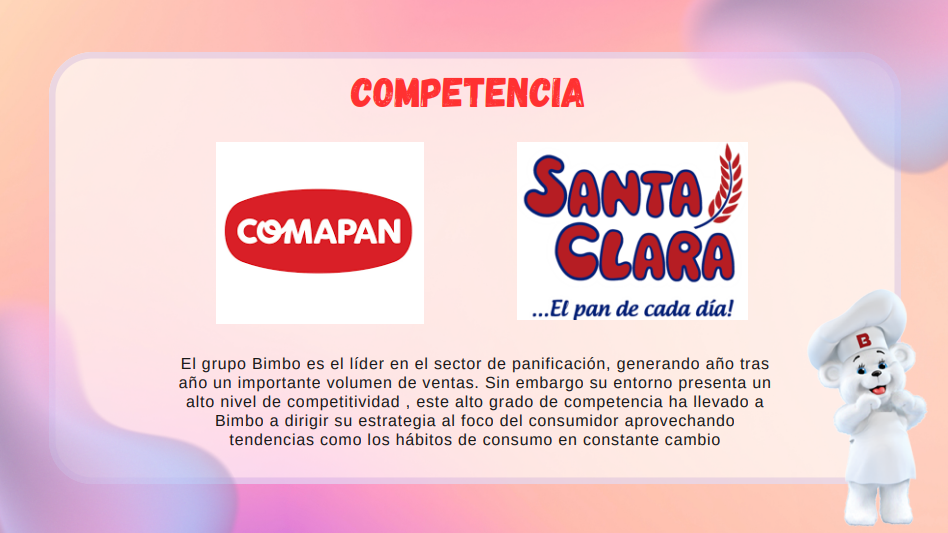 COMPETENCIA
COMAPAN
SANTA
CLARA
...El pan de cada día!
B
El grupo Bimbo es el líder en el sector de panificación, generando año tras
año un importante volumen de ventas. Sin embargo su entorno presenta un
alto nivel de competitividad , este alto grado de competencia ha llevado a
Bimbo a dirigir su estrategia al foco del consumidor aprovechando
tendencias como los hábitos de consumo en constante cambio